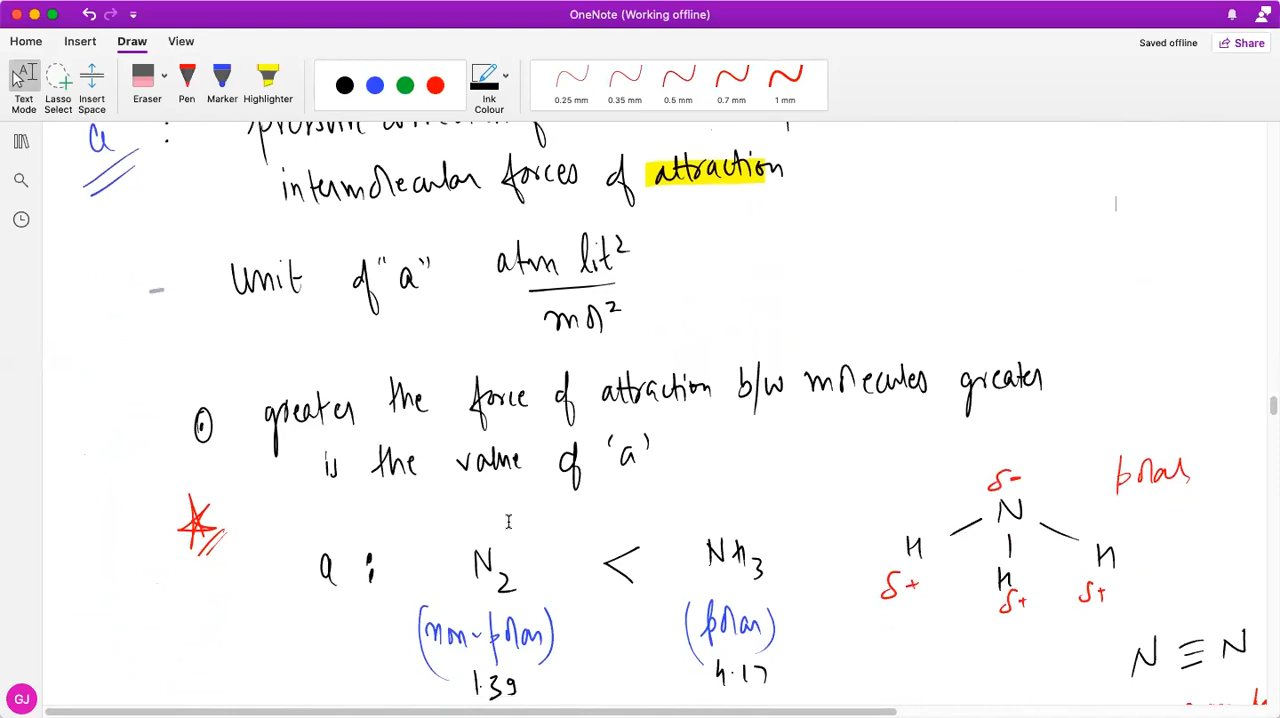 OneNote (Working offline)
Home Insert Draw View
Saved offline
Share
Text Mode
Lasso Select
Insert Space
Eraser
Pen
Marker
Highlighter
Ink Colour
0.25 mm
0.35 mm
0.5 mm
0.7 mm
1 mm
a : pressure correction of
intermolecular forces of attraction
- Unit of "a" atm lit²
mol²
greater the force of attraction b/w molecules greater
is the value of 'a'
δ- polar
N
H H H
δ+ δ+ δ+
a : N2 < NH3
(non-polar) (polar)
1.39 4.17
N ≡ N
GJ